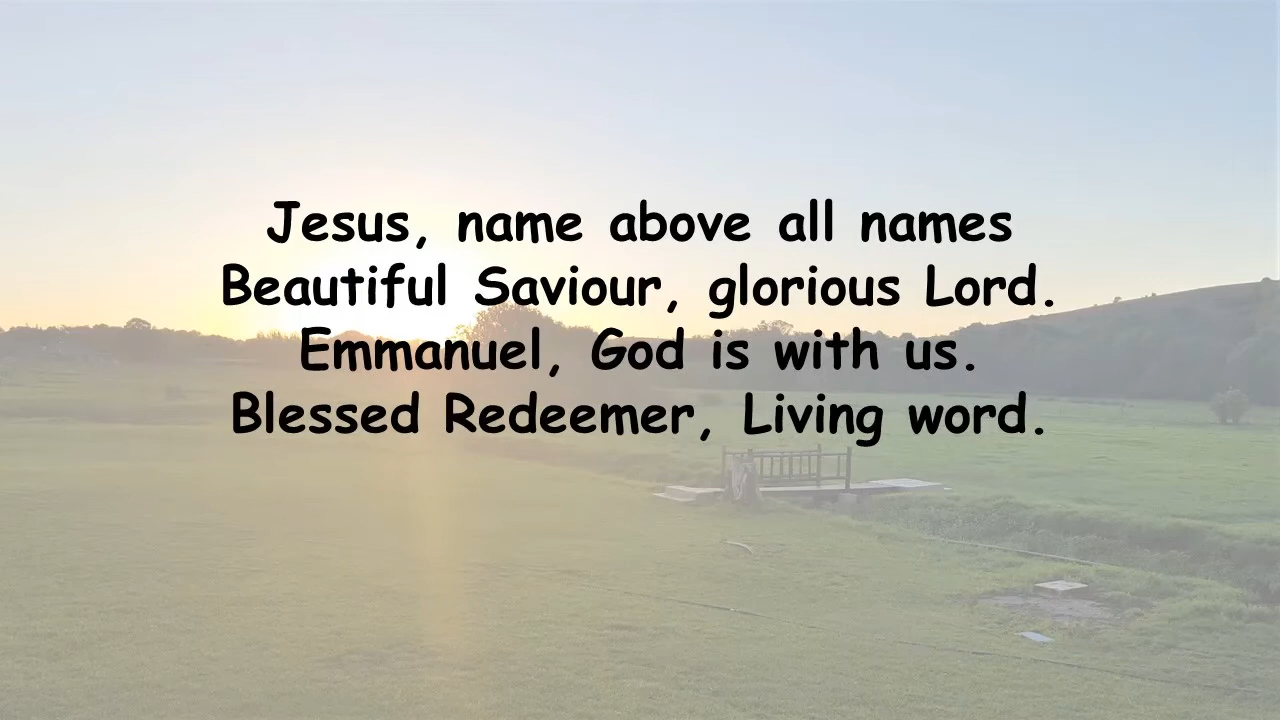 Jesus, name above all names
Beautiful Saviour, glorious Lord.
Emmanuel, God is with us.
Blessed Redeemer, Living word.